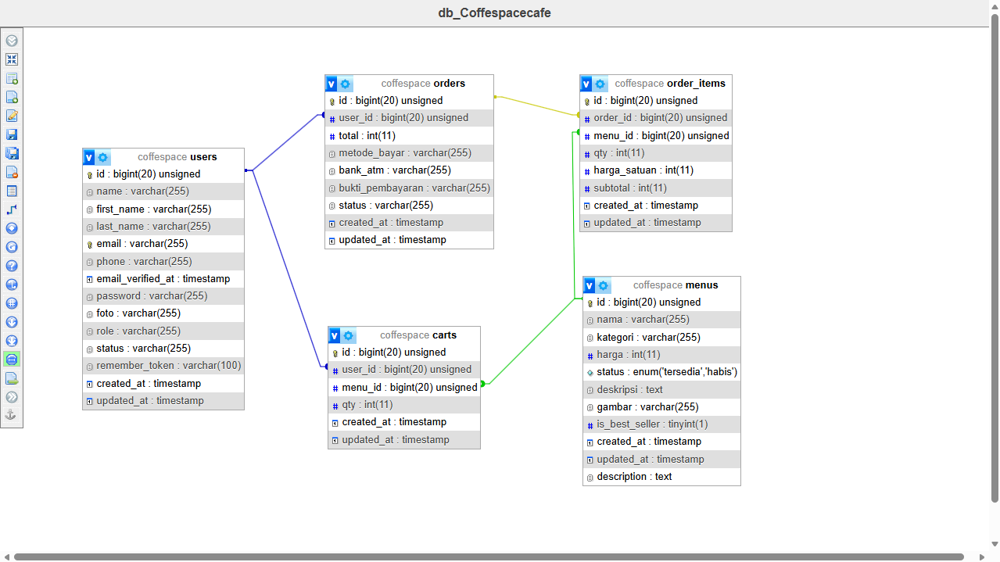 db_Coffespacecafe
coffespace users
id : bigint(20) unsigned
name : varchar(255)
first_name : varchar(255)
last_name : varchar(255)
email : varchar(255)
phone : varchar(255)
email_verified_at : timestamp
password : varchar(255)
foto : varchar(255)
role : varchar(255)
status : varchar(255)
remember_token : varchar(100)
created_at : timestamp
updated_at : timestamp
coffespace orders
id : bigint(20) unsigned
user_id : bigint(20) unsigned
total : int(11)
metode_bayar : varchar(255)
bank_atm : varchar(255)
bukti_pembayaran : varchar(255)
status : varchar(255)
created_at : timestamp
updated_at : timestamp
coffespace carts
id : bigint(20) unsigned
user_id : bigint(20) unsigned
menu_id : bigint(20) unsigned
qty : int(11)
created_at : timestamp
updated_at : timestamp
coffespace order_items
id : bigint(20) unsigned
order_id : bigint(20) unsigned
menu_id : bigint(20) unsigned
qty : int(11)
harga_satuan : int(11)
subtotal : int(11)
created_at : timestamp
updated_at : timestamp
coffespace menus
id : bigint(20) unsigned
nama : varchar(255)
kategori : varchar(255)
harga : int(11)
status : enum('tersedia','habis')
deskripsi : text
gambar : varchar(255)
is_best_seller : tinyint(1)
created_at : timestamp
updated_at : timestamp
description : text